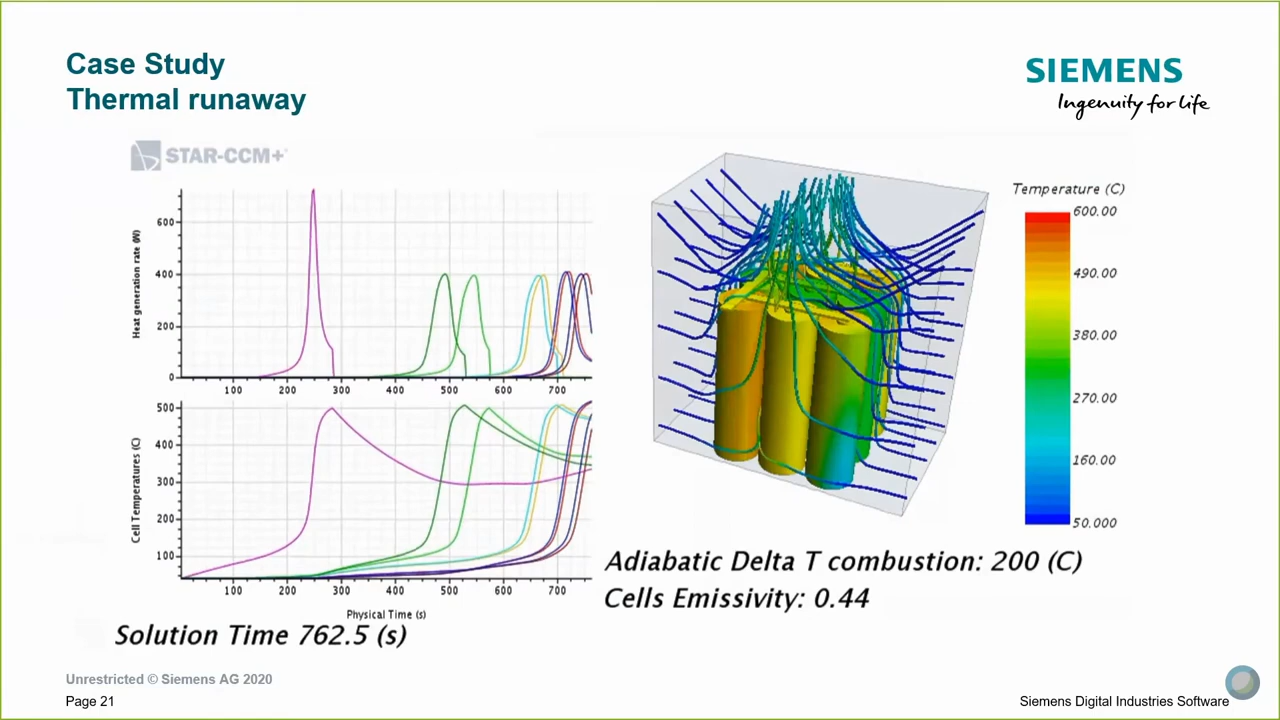 Case Study
Thermal runaway
SIEMENS
Ingenuity for life
STAR-CCM+
Heat generation rate (W)
600
400
200
0
100 200 300 400 500 600 700
Cell Temperatures (C)
500
400
300
200
100
100 200 300 400 500 600 700
Physical Time (s)
Solution Time 762.5 (s)
Temperature (C)
600.00
490.00
380.00
270.00
160.00
50.000
Adiabatic Delta T combustion: 200 (C)
Cells Emissivity: 0.44
Unrestricted © Siemens AG 2020
Page 21
Siemens Digital Industries Software